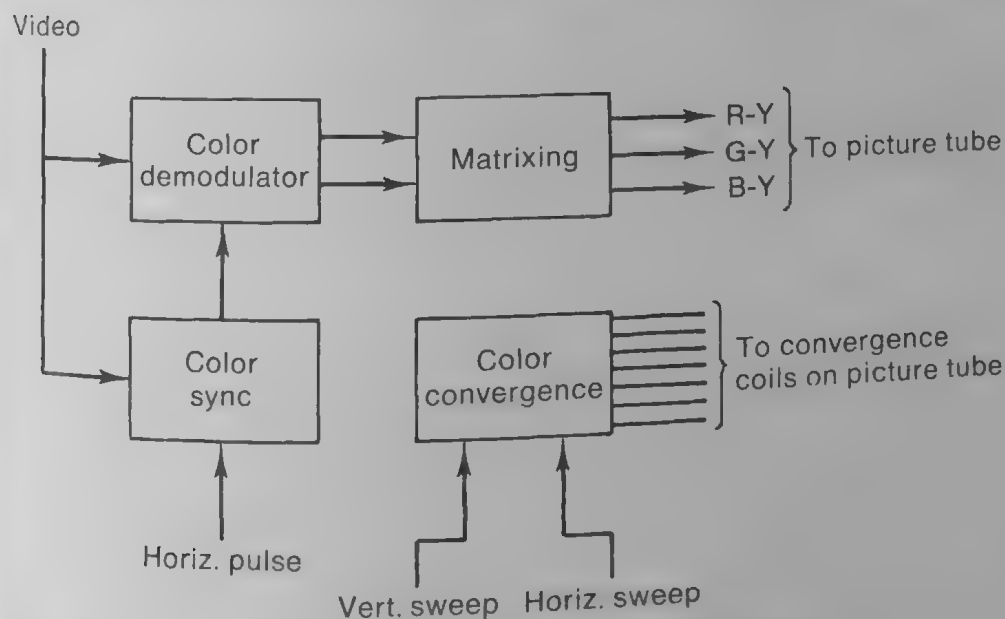 Video
Color
demodulator
Matrixing
R-Y
G-Y
B-Y
To picture tube
Color
sync
Color
convergence
To convergence
coils on picture tube
Horiz. pulse
Vert. sweep
Horiz. sweep